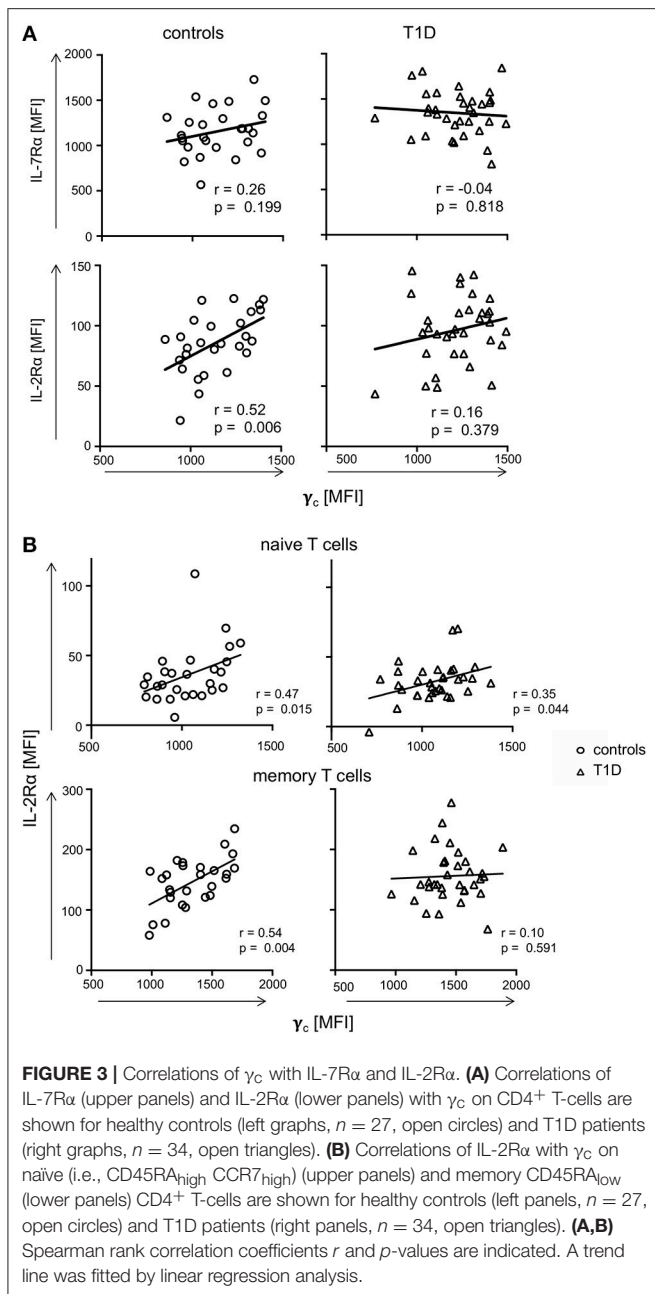 A
controls
T1D
IL-7Rα [MFI]
2000
1500
1000
500
0
r = 0.26
p = 0.199
r = -0.04
p = 0.818
IL-2Rα [MFI]
150
100
50
0
r = 0.52
p = 0.006
r = 0.16
p = 0.379
500 1000 1500
500 1000 1500
γc [MFI]
B
naive T cells
IL-2Rα [MFI]
100
50
0
r = 0.47
p = 0.015
r = 0.35
p = 0.044
500 1000 1500
500 1000 1500
controls
T1D
memory T cells
300
200
100
0
r = 0.54
p = 0.004
r = 0.10
p = 0.591
500 1000 1500 2000
500 1000 1500 2000
γc [MFI]
FIGURE 3 | Correlations of γC with IL-7Rα and IL-2Rα. (A) Correlations of
IL-7Rα (upper panels) and IL-2Rα (lower panels) with γC on CD4+ T-cells are
shown for healthy controls (left graphs, n = 27, open circles) and T1D patients
(right graphs, n = 34, open triangles). (B) Correlations of IL-2Rα with γC on
naïve (i.e., CD45RAhigh CCR7high) (upper panels) and memory CD45RAlow
(lower panels) CD4+ T-cells are shown for healthy controls (left panels, n = 27,
open circles) and T1D patients (right panels, n = 34, open triangles). (A,B)
Spearman rank correlation coefficients r and p-values are indicated. A trend
line was fitted by linear regression analysis.